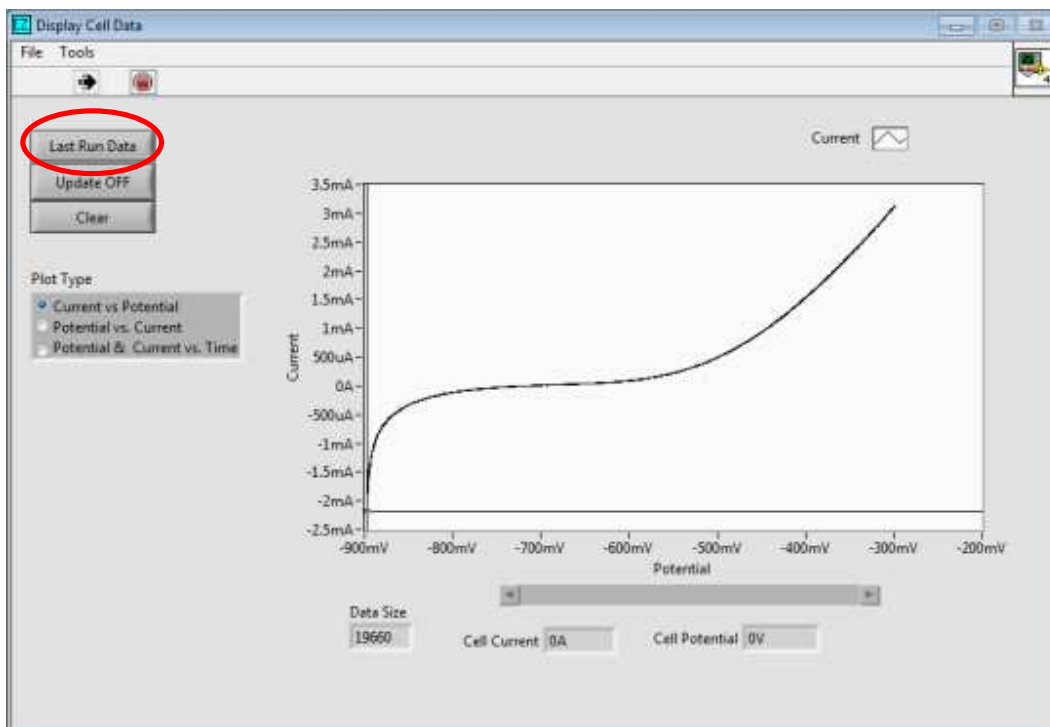 Display Cell Data
File Tools
Last Run Data
Update OFF
Clear
Plot Type
Current vs Potential
Potential vs. Current
Potential & Current vs. Time
Current
Current
3.5mA
3mA
2.5mA
2mA
1.5mA
1mA
500uA
0A
-500uA
-1mA
-1.5mA
-2mA
-2.5mA
-900mV -800mV -700mV -600mV -500mV -400mV -300mV -200mV
Potential
Data Size
19660
Cell Current 0A Cell Potential 0V